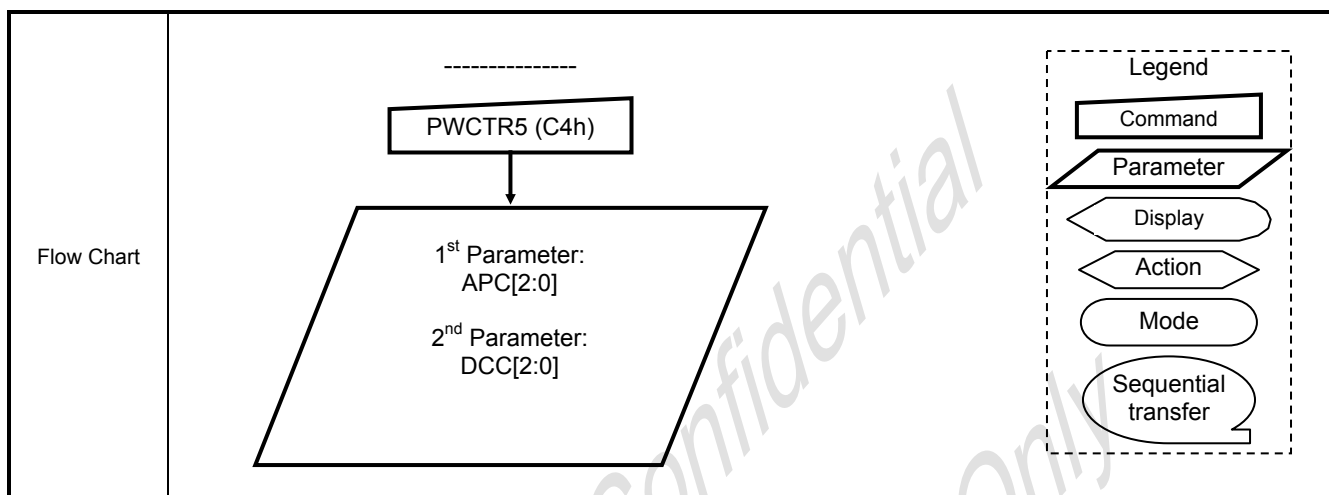 Flow Chart
---------------
PWCTR5 (C4h)
1st Parameter:
APC[2:0]
2nd Parameter:
DCC[2:0]
Legend
Command
Parameter
Display
Action
Mode
Sequential
transfer
Confidential
Only